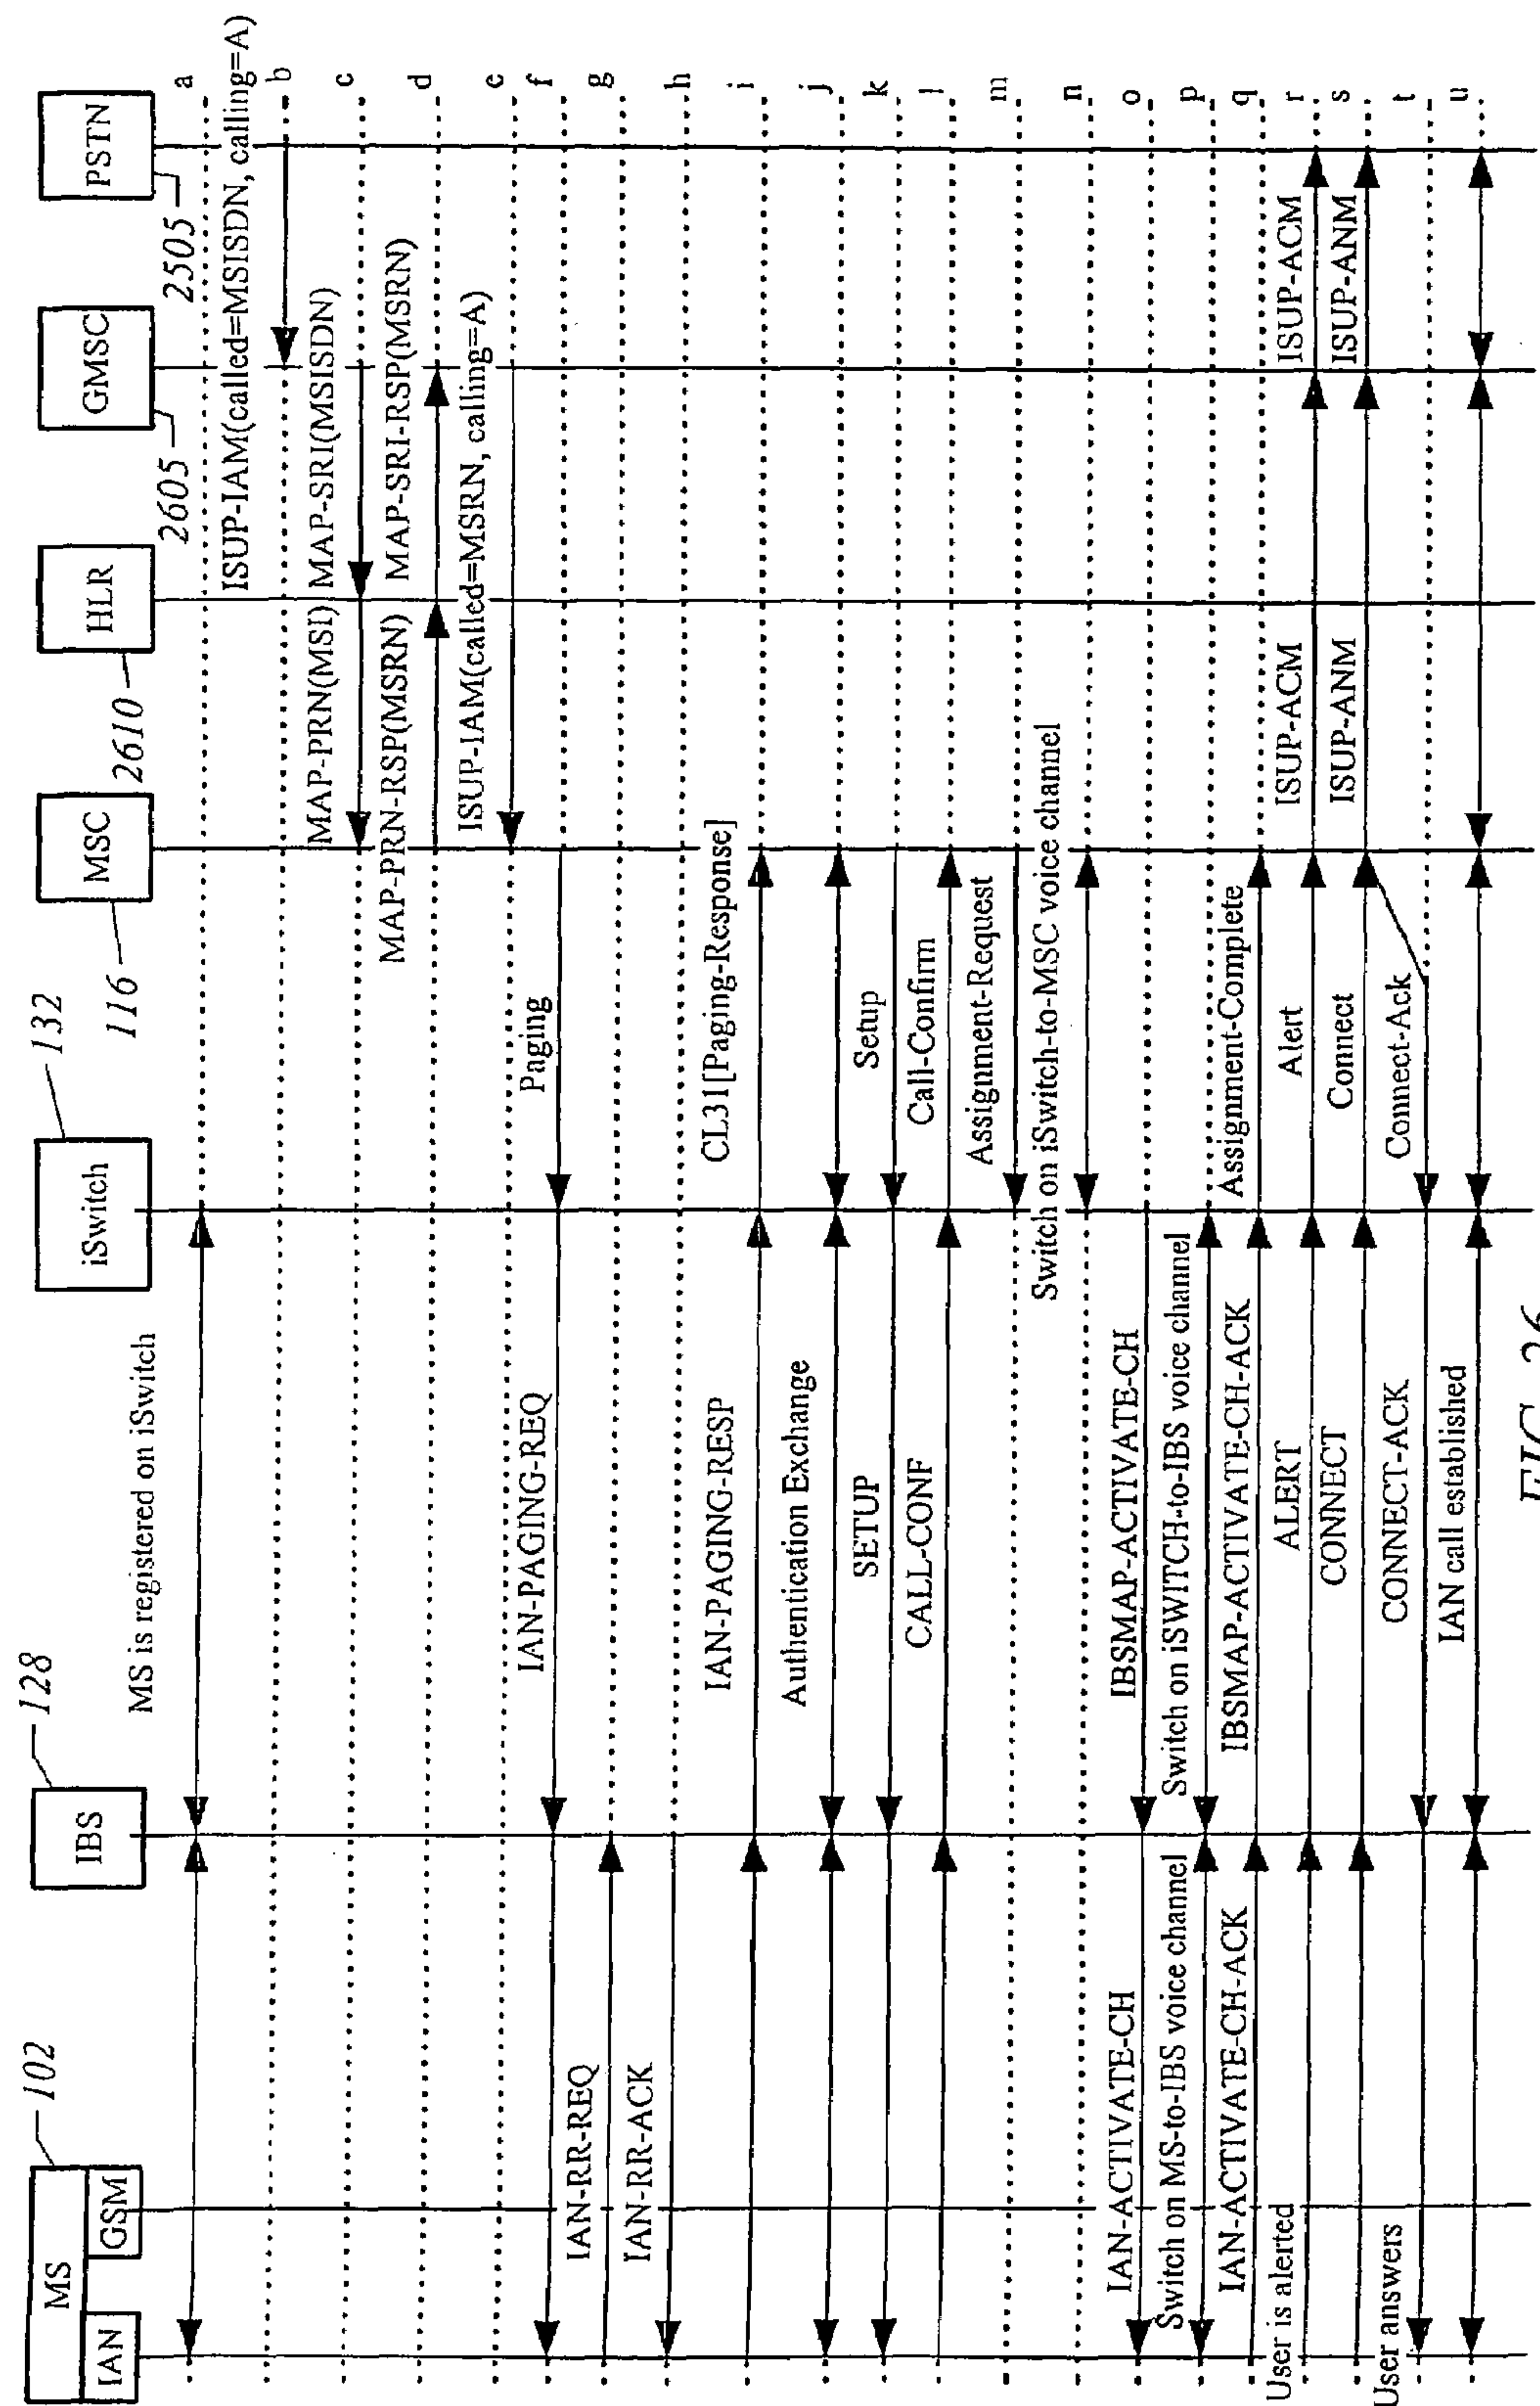 MS
102
IAN
GSM
IBS
128
iSwitch
132
MSC
116
HLR
2610
GMSC
2605
PSTN
2505
MS is registered on iSwitch
a
ISUP-IAM(called=MSISDN, calling=A)
b
MAP-PRN(MSI)
MAP-SRI(MSISDN)
c
MAP-PRN-RSP(MSRN)
MAP-SRI-RSP(MSRN)
d
ISUP-IAM(called=MSRN, calling=A)
e
IAN-PAGING-REQ
Paging
f
IAN-RR-REQ
g
IAN-RR-ACK
h
IAN-PAGING-RESP
CL31[Paging-Response]
i
Authentication Exchange
j
SETUP
Setup
k
CALL-CONF
Call-Confirm
l
Assignment-Request
m
Switch on iSwitch-to-MSC voice channel
n
IAN-ACTIVATE-CH
IBSMAP-ACTIVATE-CH
o
Switch on MS-to-IBS voice channel
Switch on iSWITCH-to-IBS voice channel
p
IAN-ACTIVATE-CH-ACK
IBSMAP-ACTIVATE-CH-ACK
Assignment-Complete
q
User is alerted
ALERT
Alert
ISUP-ACM
ISUP-ACM
r
CONNECT
Connect
ISUP-ANM
ISUP-ANM
s
User answers
CONNECT-ACK
Connect-Ack
t
IAN call established
u
FIG. 26